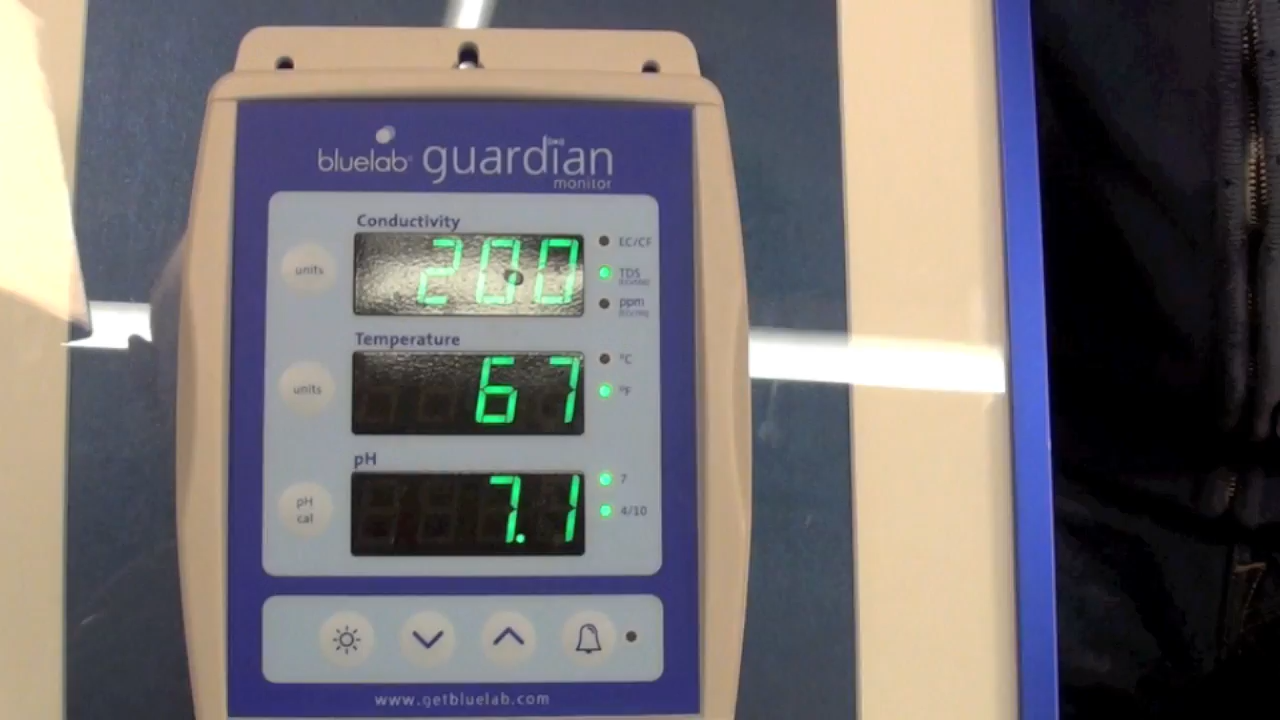 bluelab guardian
monitor
Conductivity
units
200
EC/CF
TDS
ppm
Temperature
units
67
°C
°F
pH
pH
cal
7.1
7
4/10
www.getbluelab.com